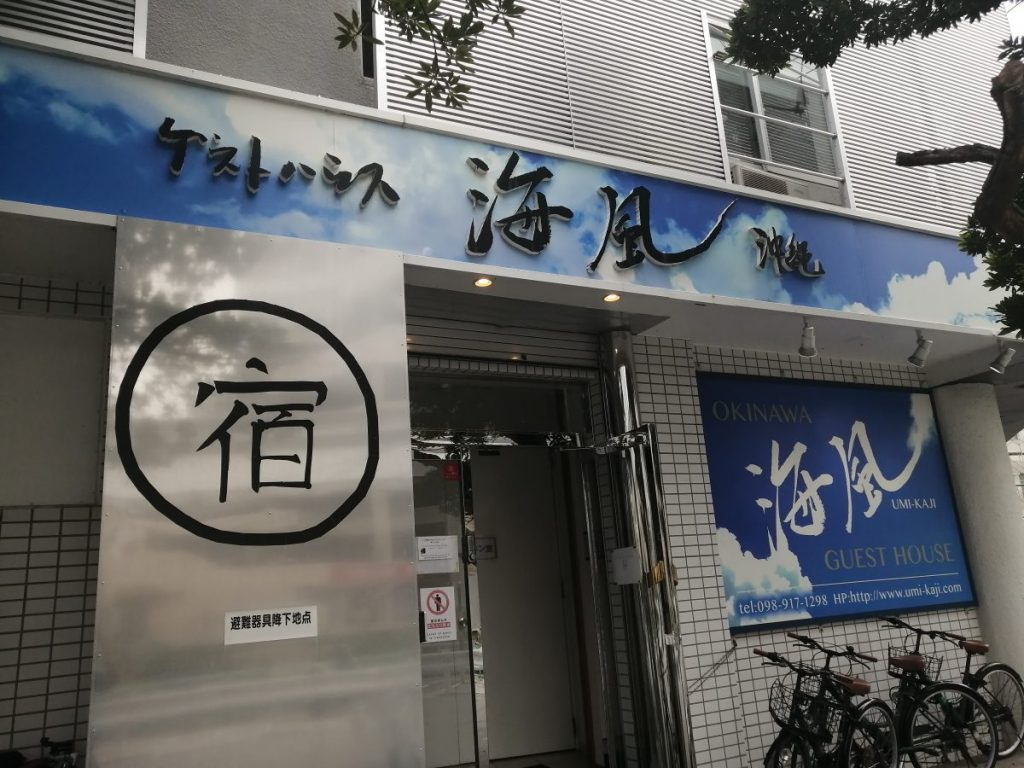 ゲストハウス 海風 沖縄
宿
避難器具降下地点
OKINAWA
海風
UMI-KAJI
GUEST HOUSE
tel:098-917-1298 HP:http://www.umi-kaji.com